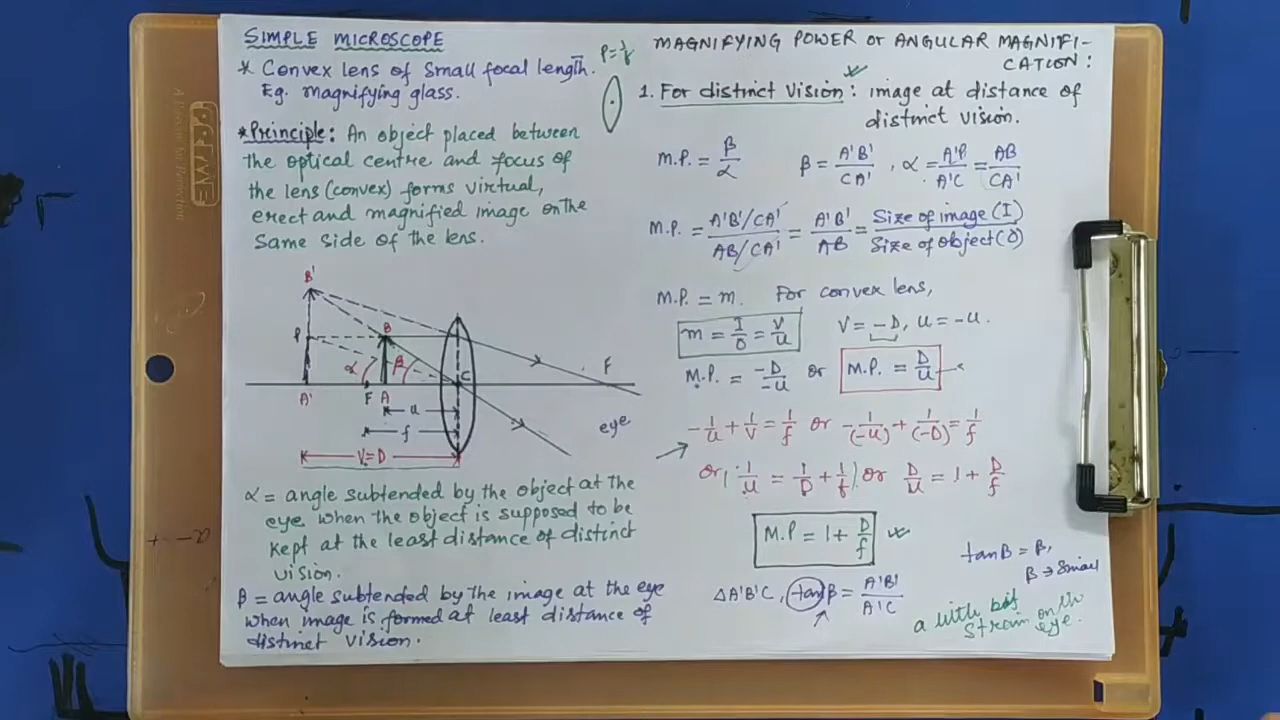 SIMPLE MICROSCOPE
* Convex lens of small focal length.
Eg. magnifying glass.
P = 1/f
*Principle: An object placed between
the optical centre and focus of
the lens (convex) forms virtual,
erect and magnified image on the
same side of the lens.
B'
P
B
α
β
C
F
A'
F A
u
f
V=D
eye
α = angle subtended by the object at the
eye when the object is supposed to be
kept at the least distance of distinct
vision.
β = angle subtended by the image at the eye
when image is formed at least distance of
distinct vision.
MAGNIFYING POWER or ANGULAR MAGNIFI-
CATION:
1. For distinct vision: image at distance of
distinct vision.
M.P. = β/α β = A'B'/CA' , α = A'P/A'C = AB/CA'
M.P. = (A'B'/CA')/(AB/CA') = A'B'/AB = Size of image (I)/Size of object (O)
M.P. = m. For convex lens,
m = I/O = V/u V = -D, u = -u.
M.P. = -D/-u or M.P. = D/u
-1/u + 1/v = 1/f or -1/(-u) + 1/(-D) = 1/f
or, 1/u = 1/D + 1/f or D/u = 1 + D/f
M.P = 1 + D/f
tanβ = β,
β → small
Δ A'B'C, tanβ = A'B'/A'C
a little bit
strain on the
eye.